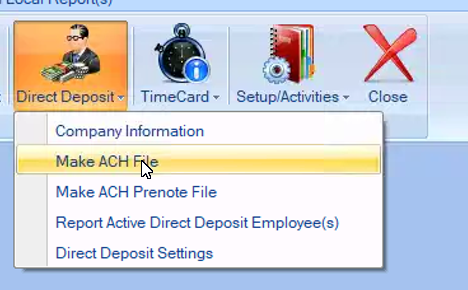 Local Report(s)
Direct Deposit TimeCard Setup/Activities Close
Company Information
Make ACH File
Make ACH Prenote File
Report Active Direct Deposit Employee(s)
Direct Deposit Settings